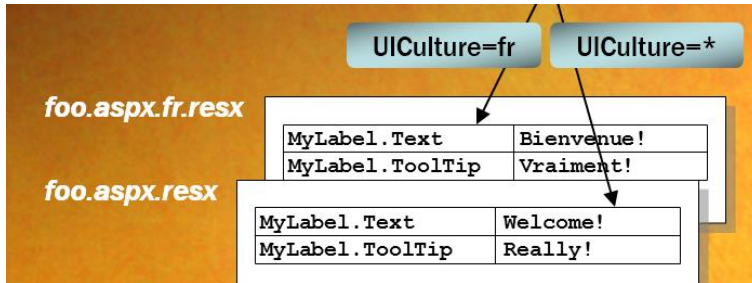 UICulture=fr UICulture=*
foo.aspx.fr.resx
MyLabel.Text Bienvenue!
MyLabel.ToolTip Vraiment!
foo.aspx.resx
MyLabel.Text Welcome!
MyLabel.ToolTip Really!